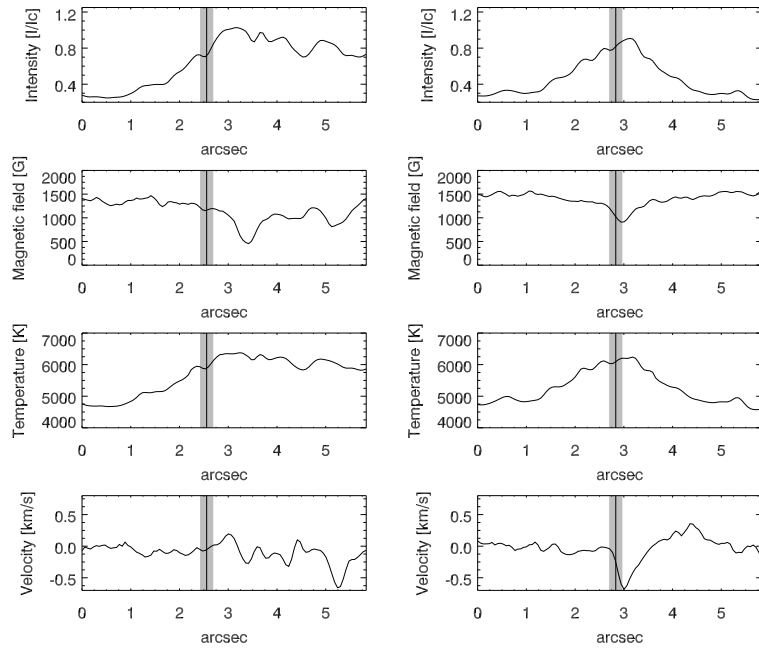 Intensity [I/Ic]
1.2
0.8
0.4
0 1 2 3 4 5
arcsec
Intensity [I/Ic]
1.2
0.8
0.4
0 1 2 3 4 5
arcsec
Magnetic field [G]
2000
1500
1000
500
0
0 1 2 3 4 5
arcsec
Magnetic field [G]
2000
1500
1000
500
0
0 1 2 3 4 5
arcsec
Temperature [K]
7000
6000
5000
4000
0 1 2 3 4 5
arcsec
Temperature [K]
7000
6000
5000
4000
0 1 2 3 4 5
arcsec
Velocity [km/s]
0.5
0.0
-0.5
0 1 2 3 4 5
arcsec
Velocity [km/s]
0.5
0.0
-0.5
0 1 2 3 4 5
arcsec